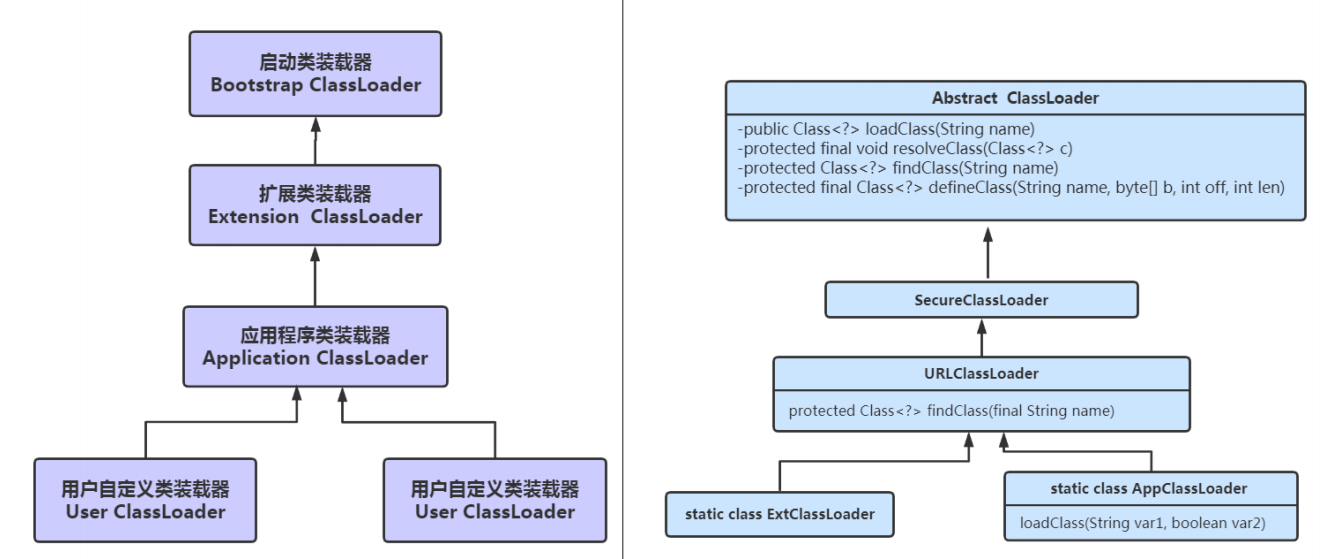 启动类装载器
Bootstrap ClassLoader
扩展类装载器
Extension ClassLoader
应用程序类装载器
Application ClassLoader
用户自定义类装载器
User ClassLoader
用户自定义类装载器
User ClassLoader
Abstract ClassLoader
-public Class<?> loadClass(String name)
-protected final void resolveClass(Class<?> c)
-protected Class<?> findClass(String name)
-protected final Class<?> defineClass(String name, byte[] b, int off, int len)
SecureClassLoader
URLClassLoader
protected Class<?> findClass(final String name)
static class ExtClassLoader
static class AppClassLoader
loadClass(String var1, boolean var2)